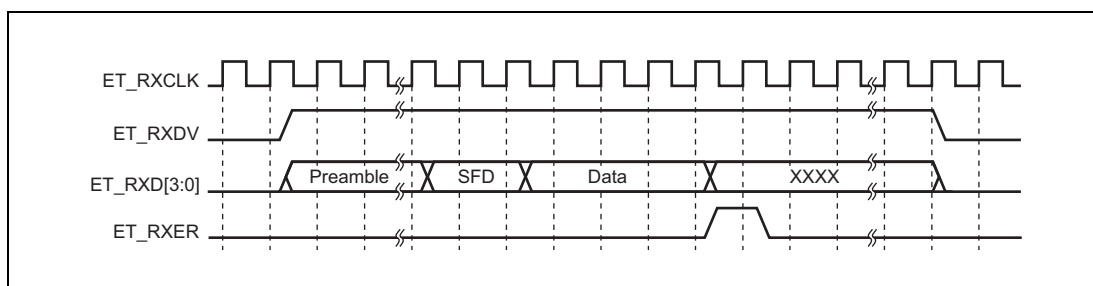 ET_RXCLK
ET_RXDV
ET_RXD[3:0] Preamble SFD Data XXXX
ET_RXER